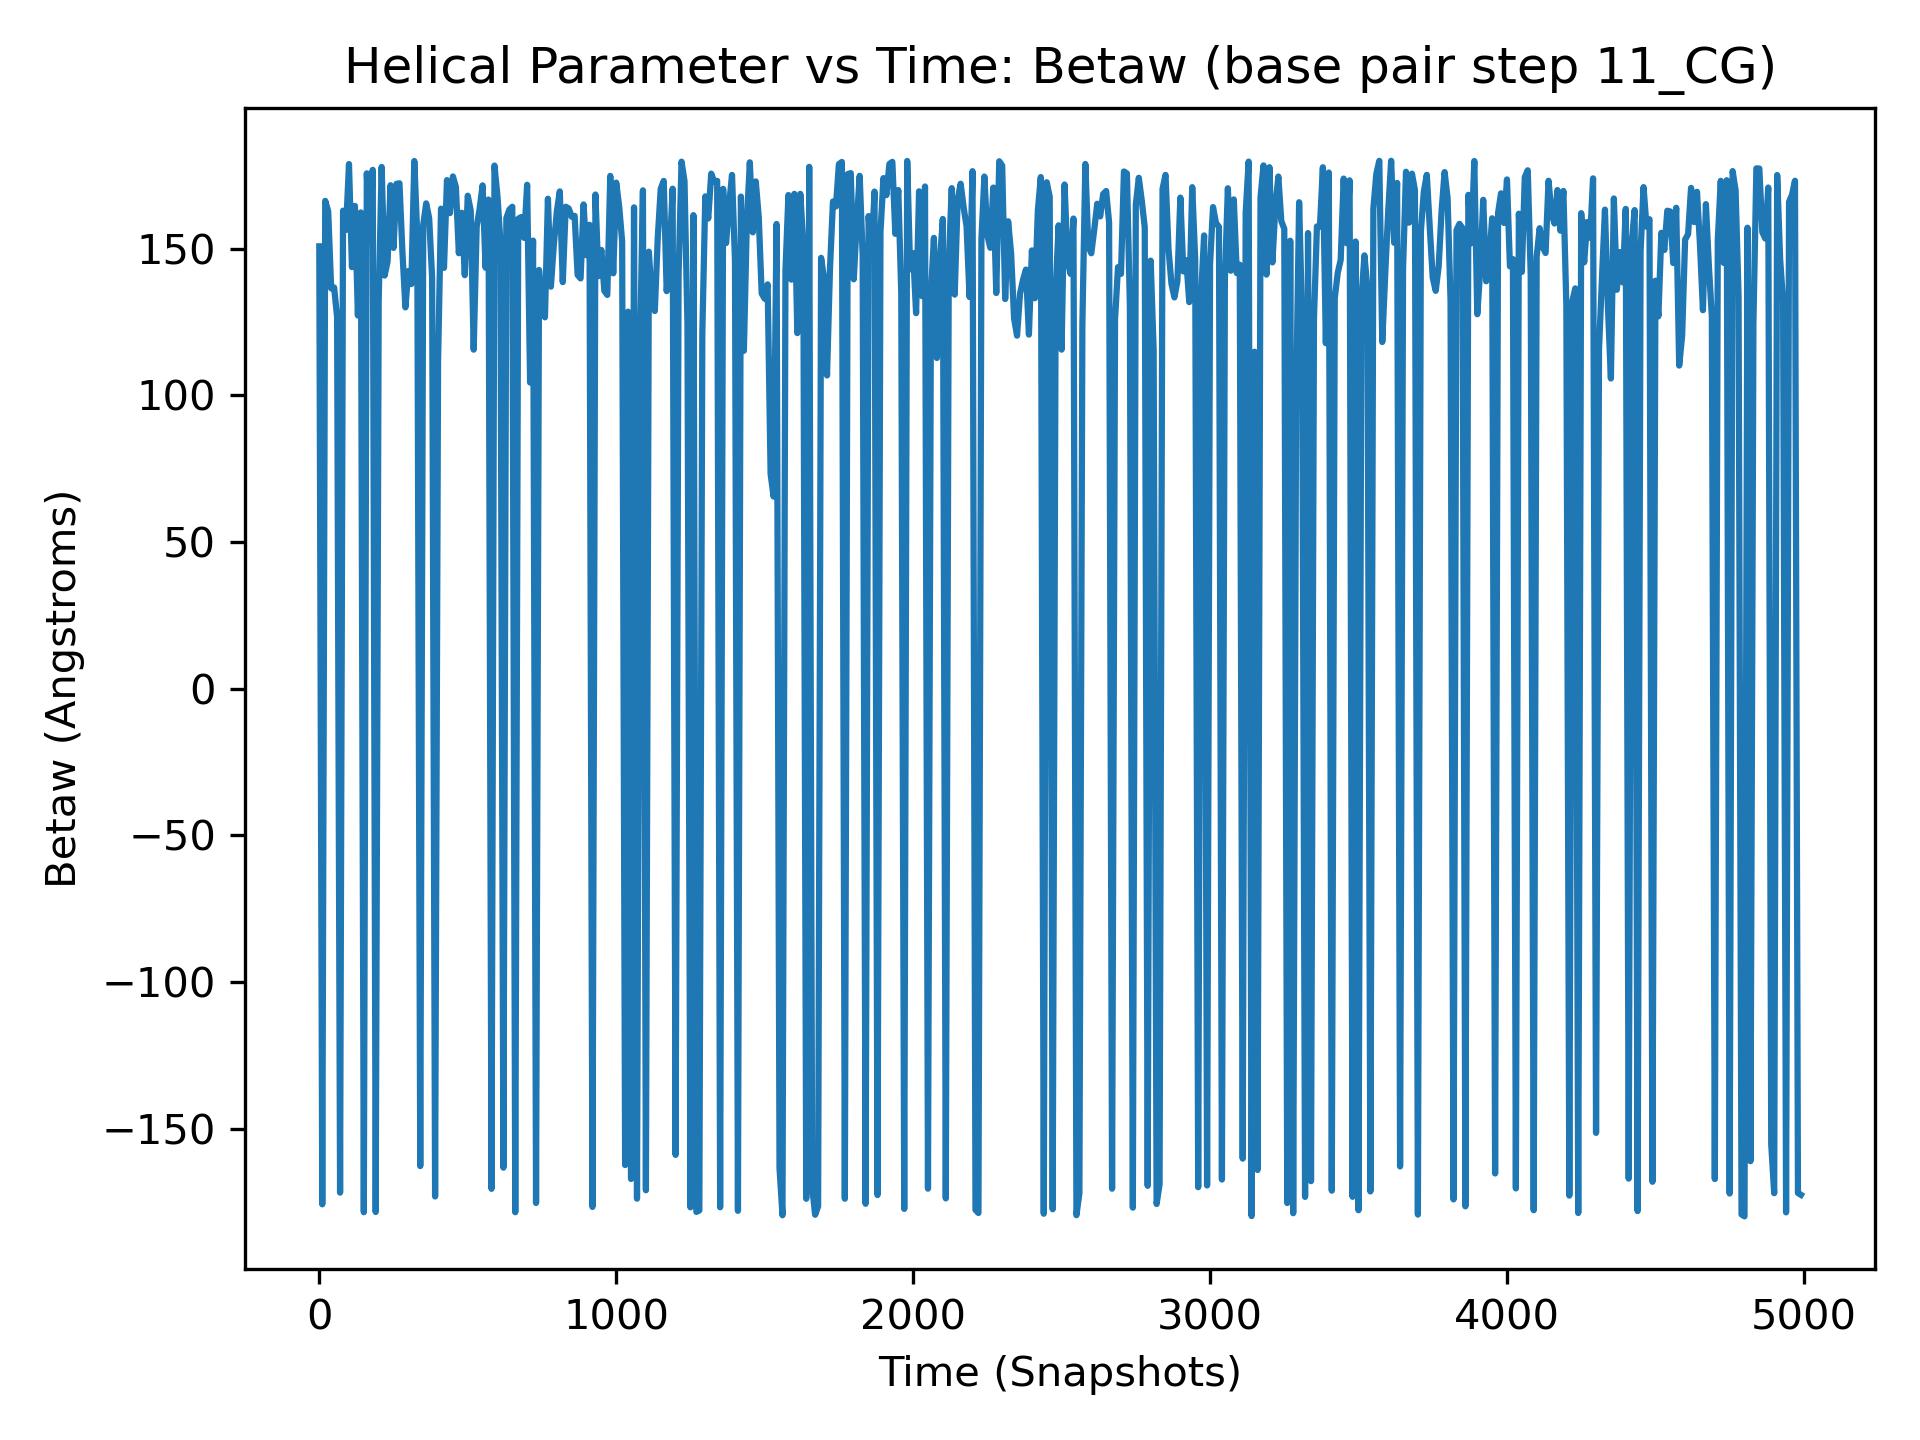 Helical Parameter vs Time: Betaw (base pair step 11_CG)
150
100
50
0
−50
−100
−150
Betaw (Angstroms)
0 1000 2000 3000 4000 5000
Time (Snapshots)